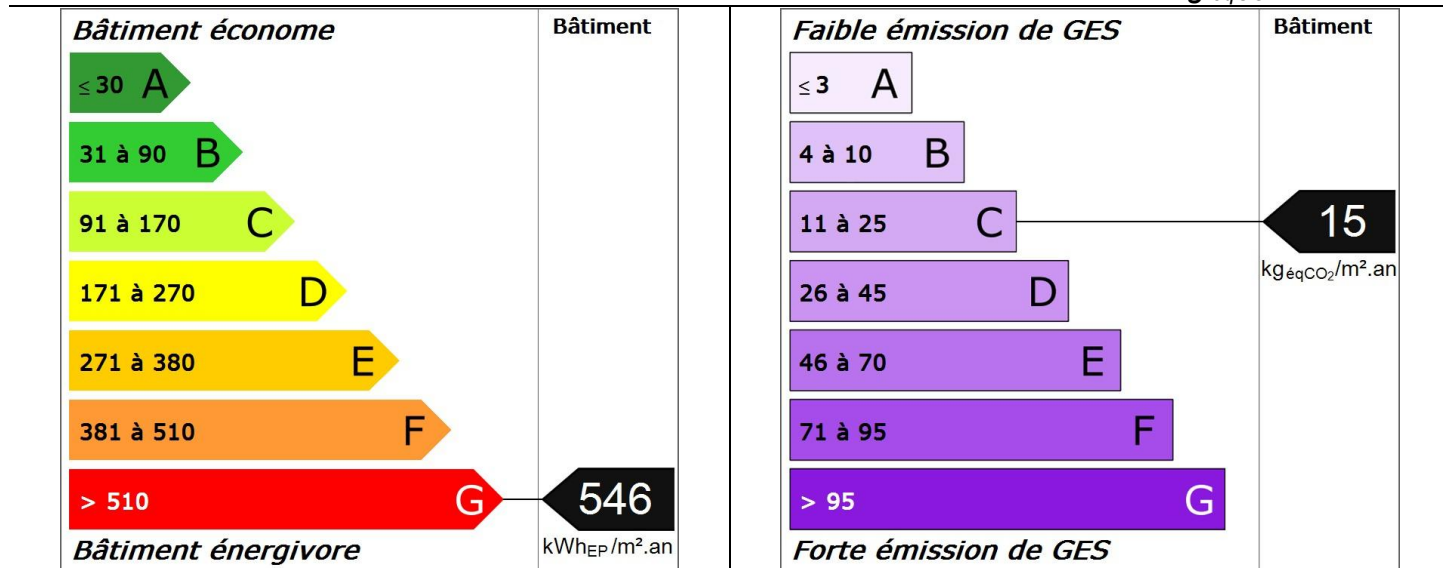 Bâtiment économe
Bâtiment
≤ 30 A
31 à 90 B
91 à 170 C
171 à 270 D
271 à 380 E
381 à 510 F
> 510 G
546
kWhEP/m².an
Bâtiment énergivore
Faible émission de GES
Bâtiment
≤ 3 A
4 à 10 B
11 à 25 C
15
kgéqCO₂/m².an
26 à 45 D
46 à 70 E
71 à 95 F
> 95 G
Forte émission de GES